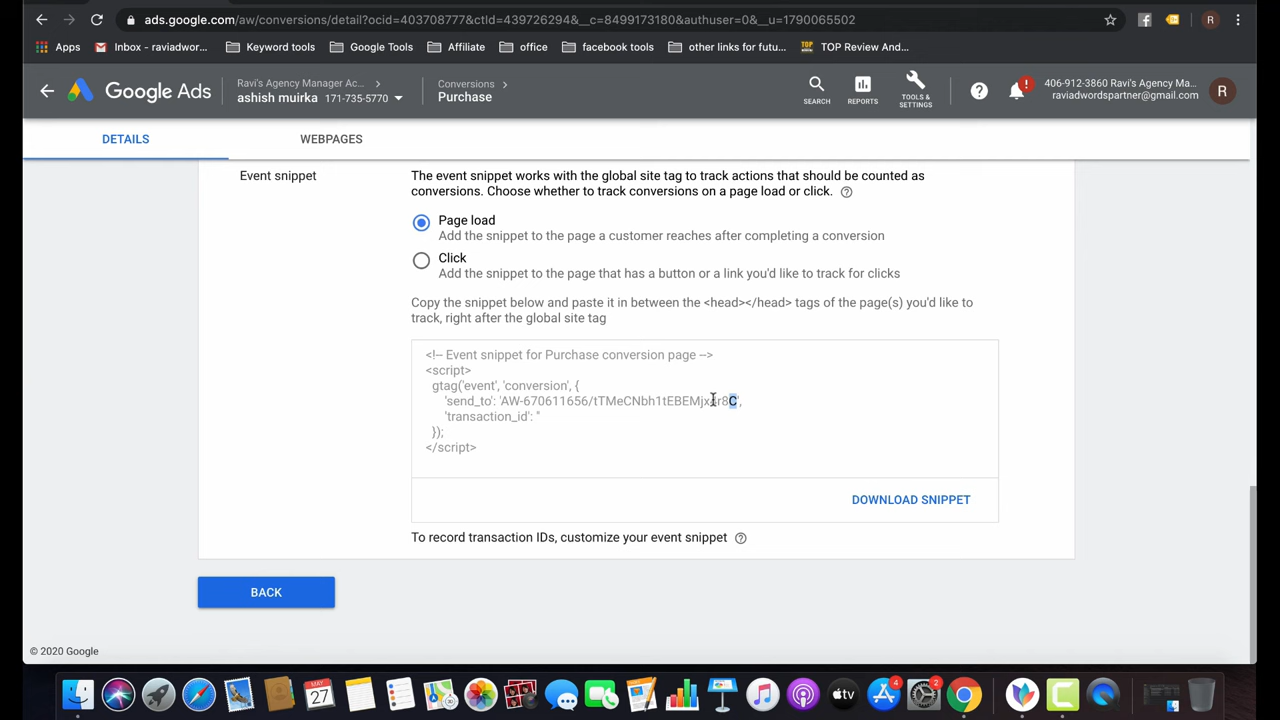 ads.google.com/aw/conversions/detail?ocid=403708777&ctId=439726294&__c=8499173180&authuser=0&__u=1790065502
Apps
Inbox - raviadwor...
Keyword tools
Google Tools
Affiliate
office
facebook tools
other links for futu...
TOP Review And...
Google Ads
Ravi's Agency Manager Ac...
ashish muirka 171-735-5770
Conversions
Purchase
SEARCH
REPORTS
TOOLS & SETTINGS
406-912-3860 Ravi's Agency Ma...
raviadwordspartner@gmail.com
R
DETAILS
WEBPAGES
Event snippet
The event snippet works with the global site tag to track actions that should be counted as
conversions. Choose whether to track conversions on a page load or click.
Page load
Add the snippet to the page a customer reaches after completing a conversion
Click
Add the snippet to the page that has a button or a link you'd like to track for clicks
Copy the snippet below and paste it in between the <head></head> tags of the page(s) you'd like to
track, right after the global site tag
<!-- Event snippet for Purchase conversion page -->
<script>
gtag('event', 'conversion', {
'send_to':
'transaction_id': ''
});
</script>
DOWNLOAD SNIPPET
To record transaction IDs, customize your event snippet
BACK
© 2020 Google
MAY
27
tv
4
2